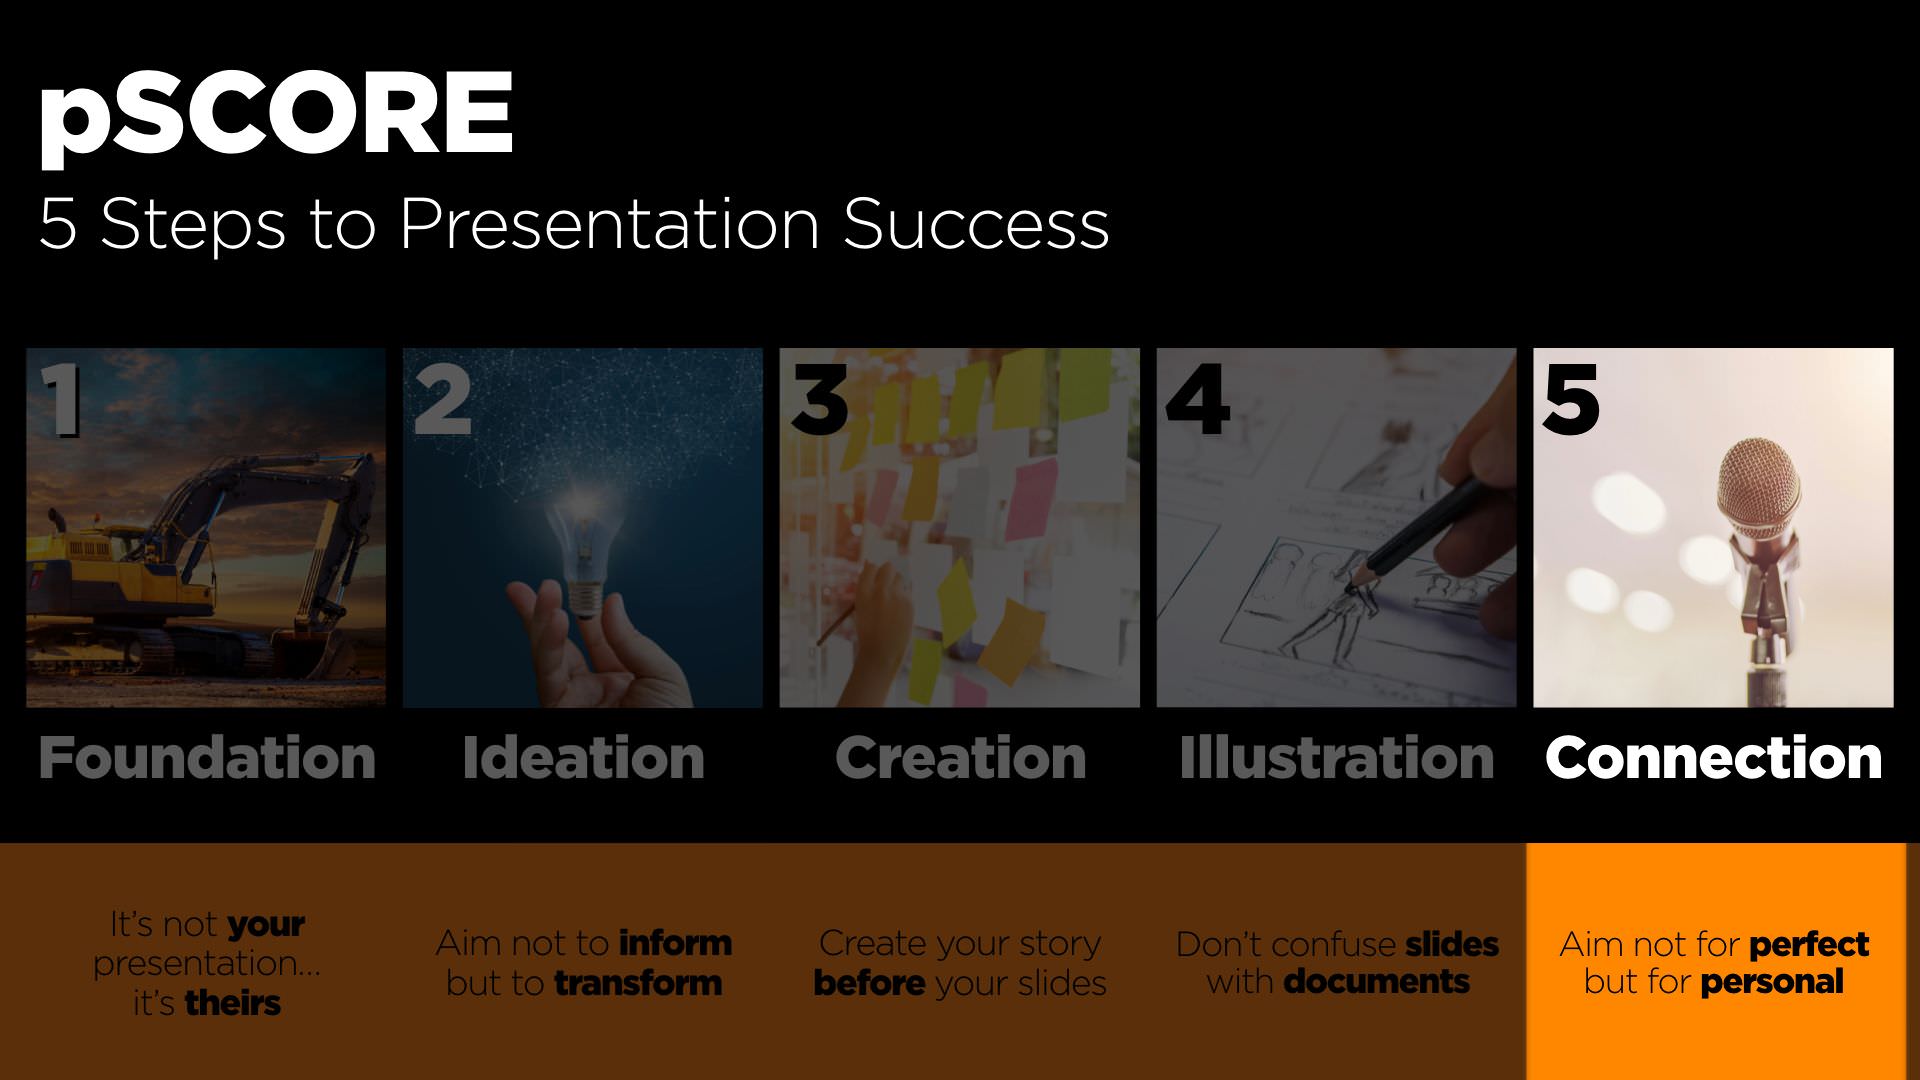 pSCORE
5 Steps to Presentation Success
1
2
3
4
5
Foundation
Ideation
Creation
Illustration
Connection
It's not your
presentation...
it's theirs
Aim not to inform
but to transform
Create your story
before your slides
Don't confuse slides
with documents
Aim not for perfect
but for personal